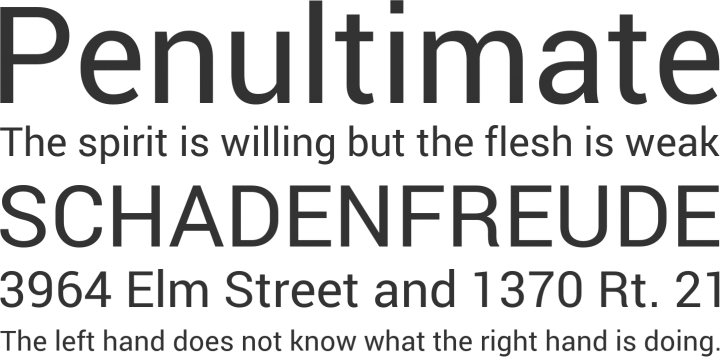 Penultimate
The spirit is willing but the flesh is weak
SCHADENFREUDE
3964 Elm Street and 1370 Rt. 21
The left hand does not know what the right hand is doing.